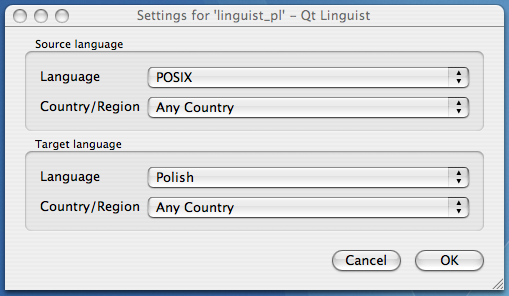 Settings for 'linguist_pl' – Qt Linguist
Source language
Language POSIX
Country/Region Any Country
Target language
Language Polish
Country/Region Any Country
Cancel OK